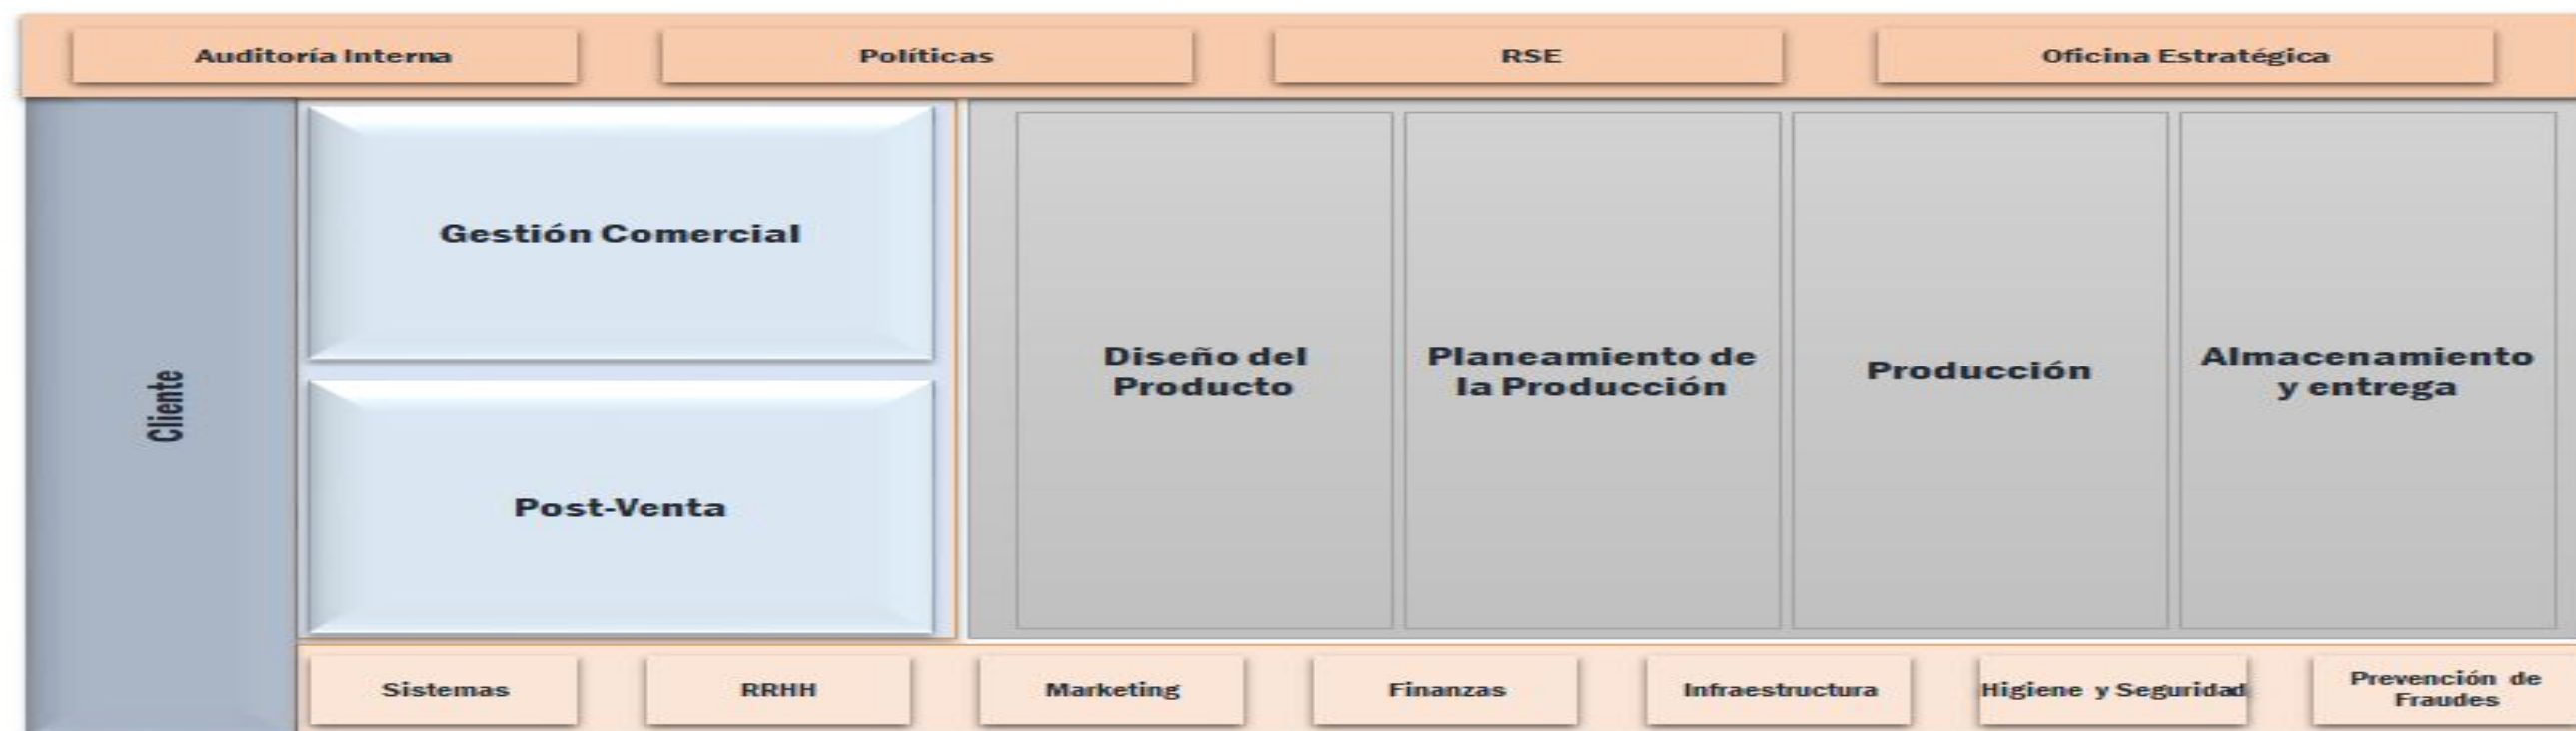 Auditoría Interna
Políticas
RSE
Oficina Estratégica
Cliente
Gestión Comercial
Post-Venta
Diseño del
Producto
Planeamiento de
la Producción
Producción
Almacenamiento
y entrega
Sistemas
RRHH
Marketing
Finanzas
Infraestructura
Higiene y Seguridad
Prevención de
Fraudes